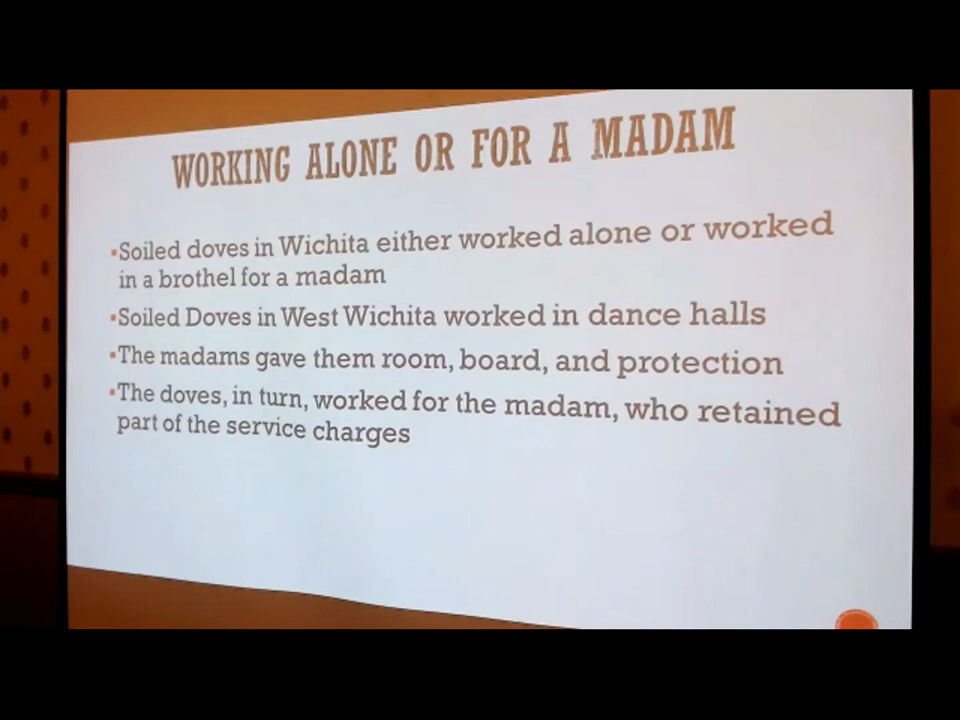 WORKING ALONE OR FOR A MADAM
▪Soiled doves in Wichita either worked alone or worked
in a brothel for a madam
▪Soiled Doves in West Wichita worked in dance halls
▪The madams gave them room, board, and protection
▪The doves, in turn, worked for the madam, who retained
part of the service charges